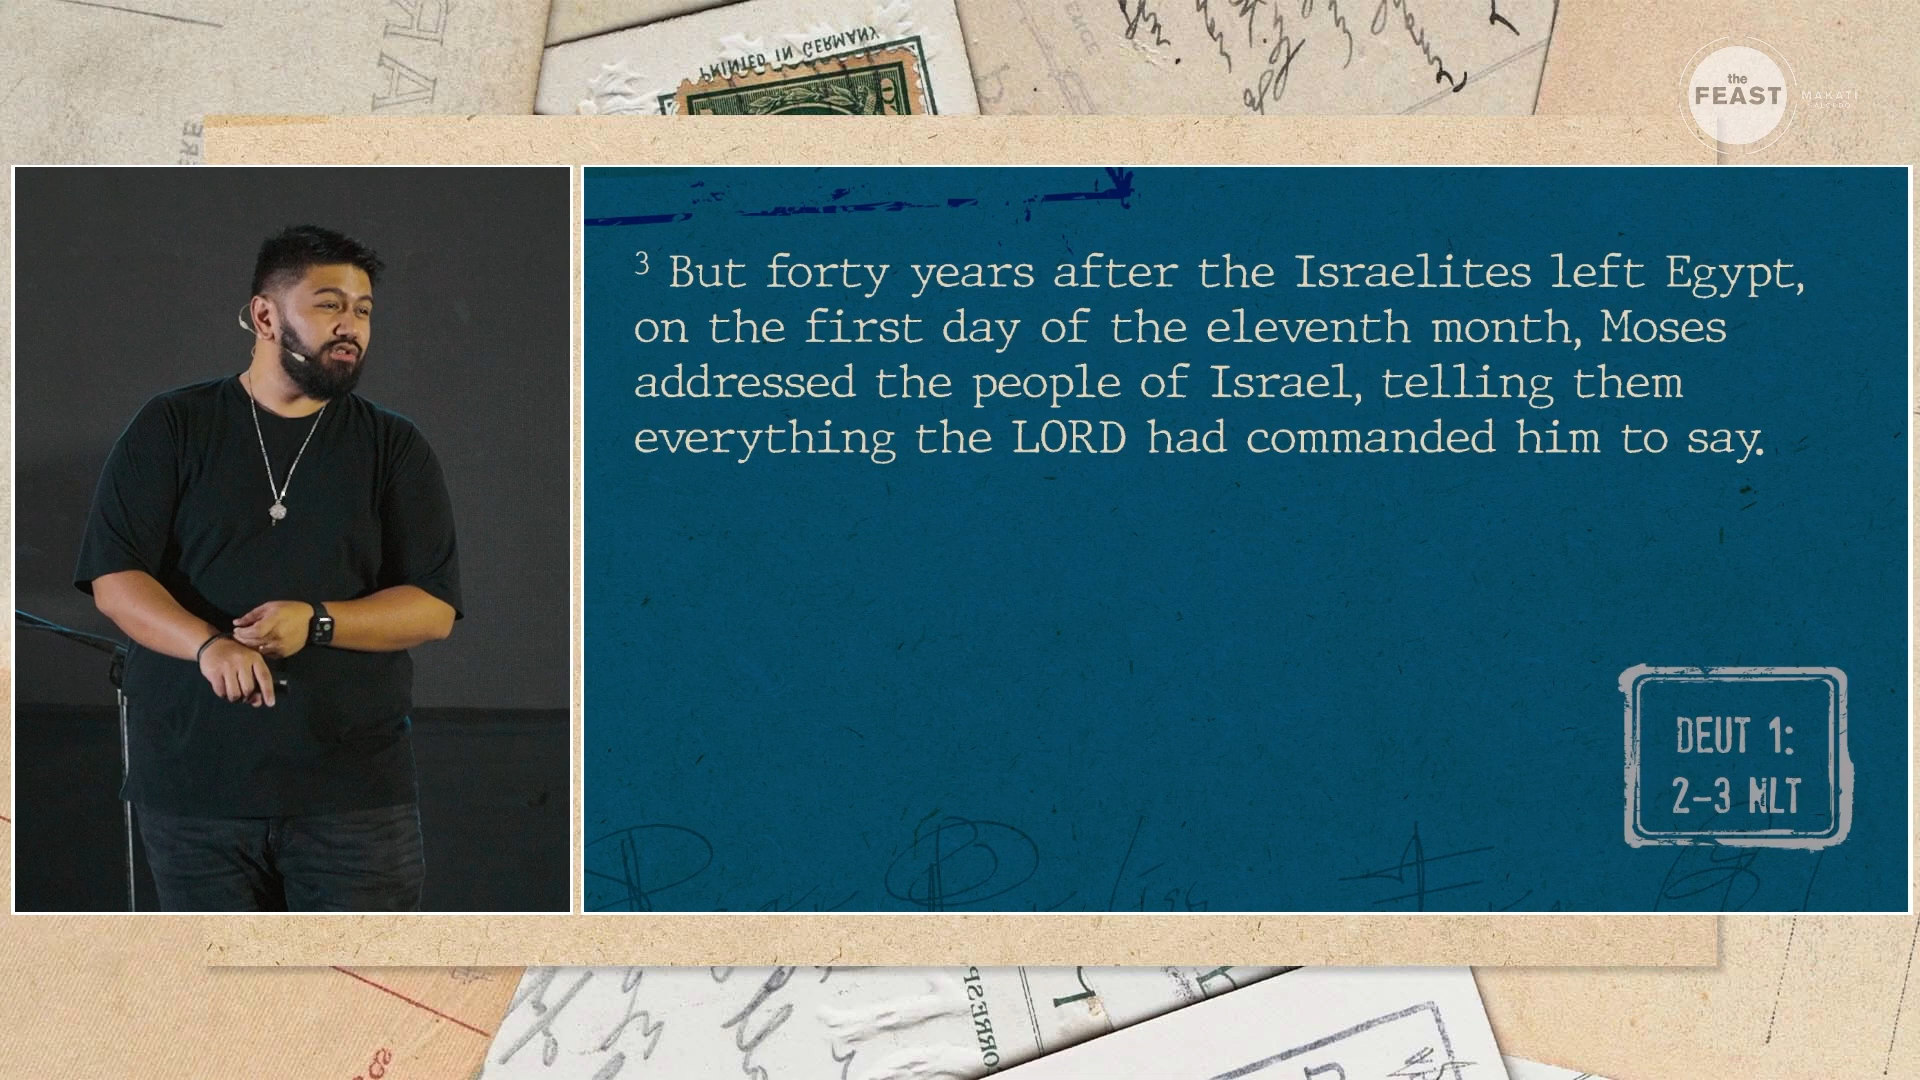 PRINTED IN GERMANY
the
FEAST
MAKATI
3 But forty years after the Israelites left Egypt,
on the first day of the eleventh month, Moses
addressed the people of Israel, telling them
everything the LORD had commanded him to say.
DEUT 1:
2-3 NLT